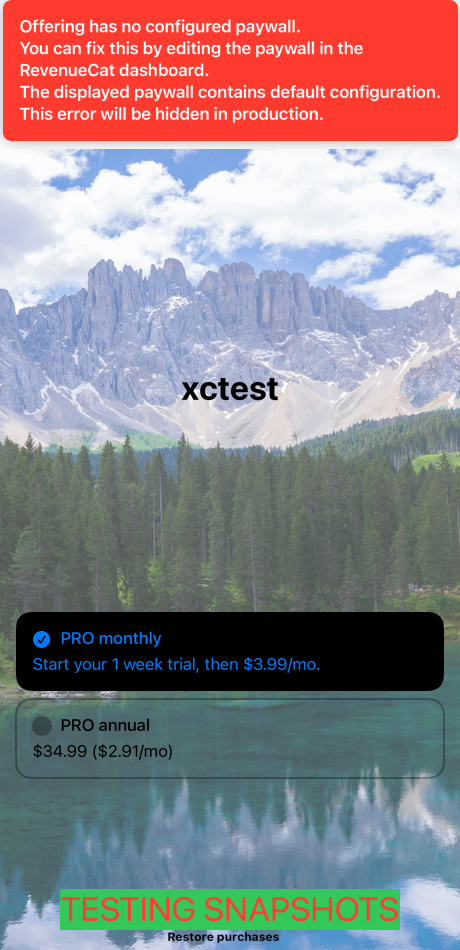 Offering has no configured paywall.
You can fix this by editing the paywall in the
RevenueCat dashboard.
The displayed paywall contains default configuration.
This error will be hidden in production.
xctest
PRO monthly
Start your 1 week trial, then $3.99/mo.
PRO annual
$34.99 ($2.91/mo)
TESTING SNAPSHOTS
Restore purchases